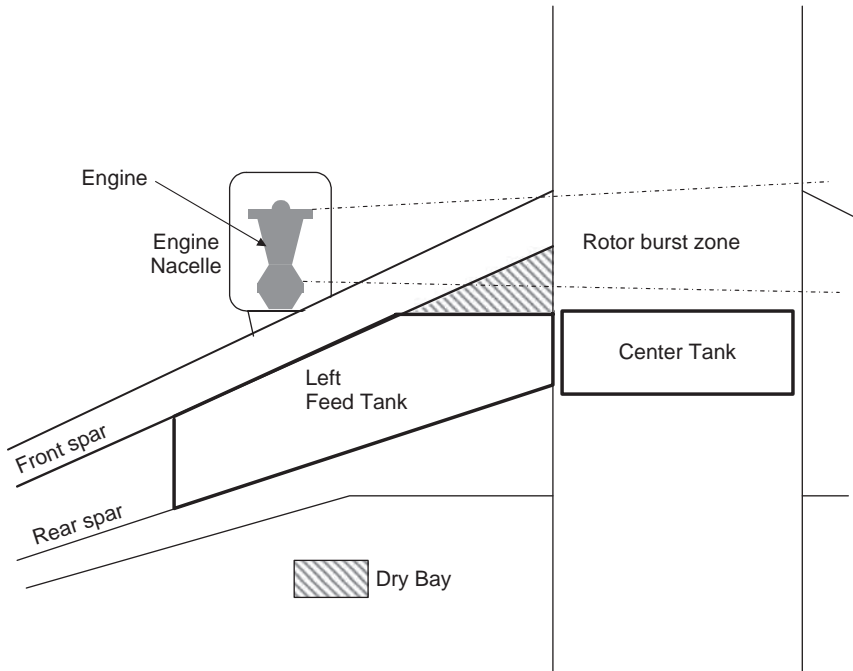 Engine
Engine
Nacelle
Rotor burst zone
Center Tank
Left
Feed Tank
Front spar
Rear spar
Dry Bay